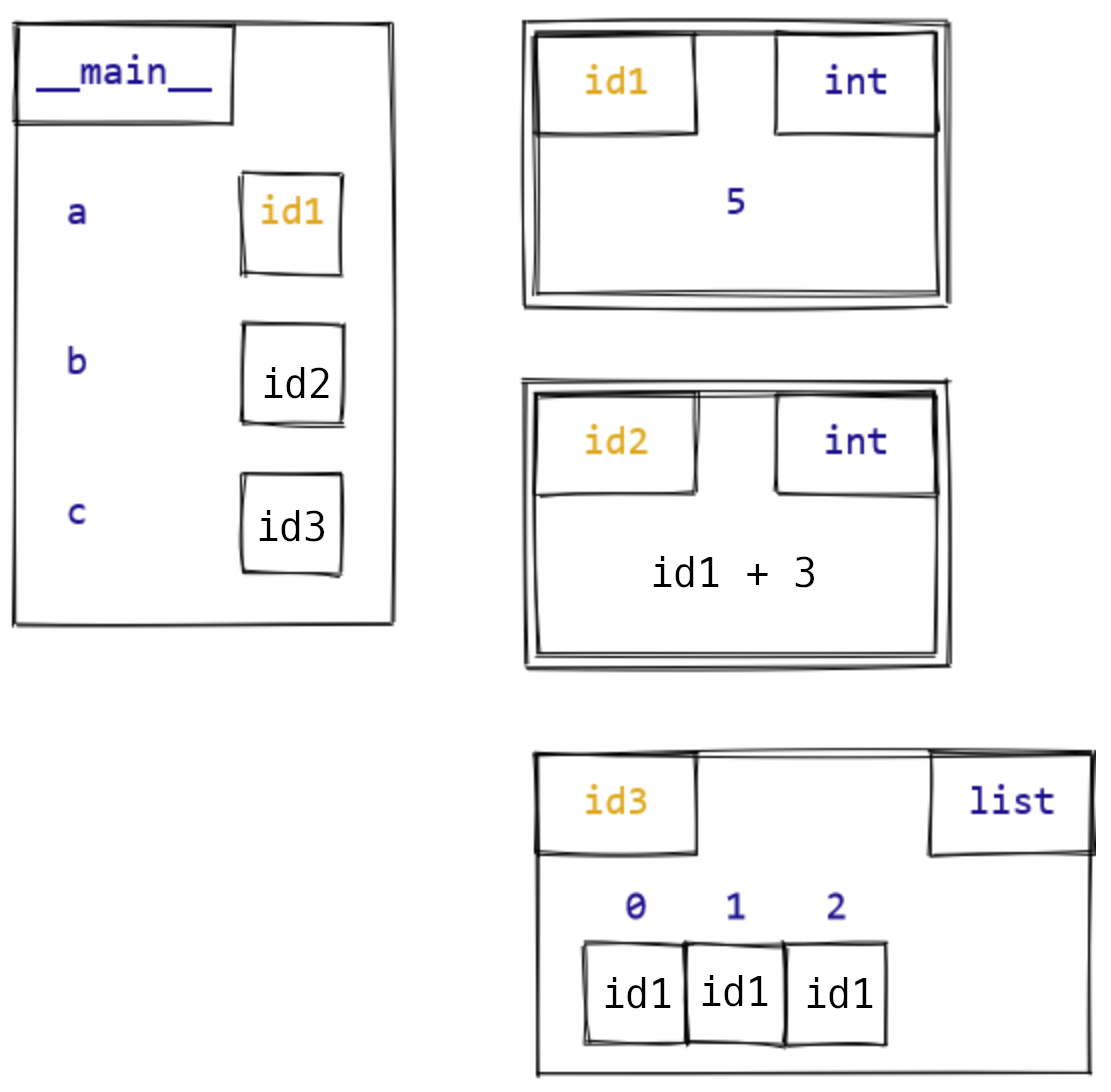 __main__
a id1
b id2
c id3
id1 int
5
id2 int
id1 + 3
id3 list
0 1 2
id1 id1 id1